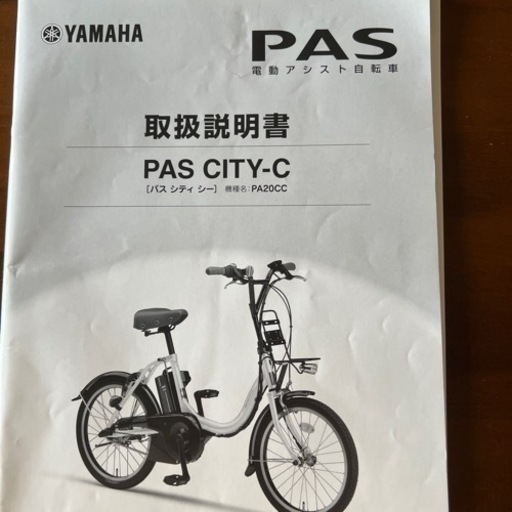 YAMAHA
PAS
電動アシスト自転車
取扱説明書
PAS CITY-C
[パス シティ シー] 機種名:PA20CC